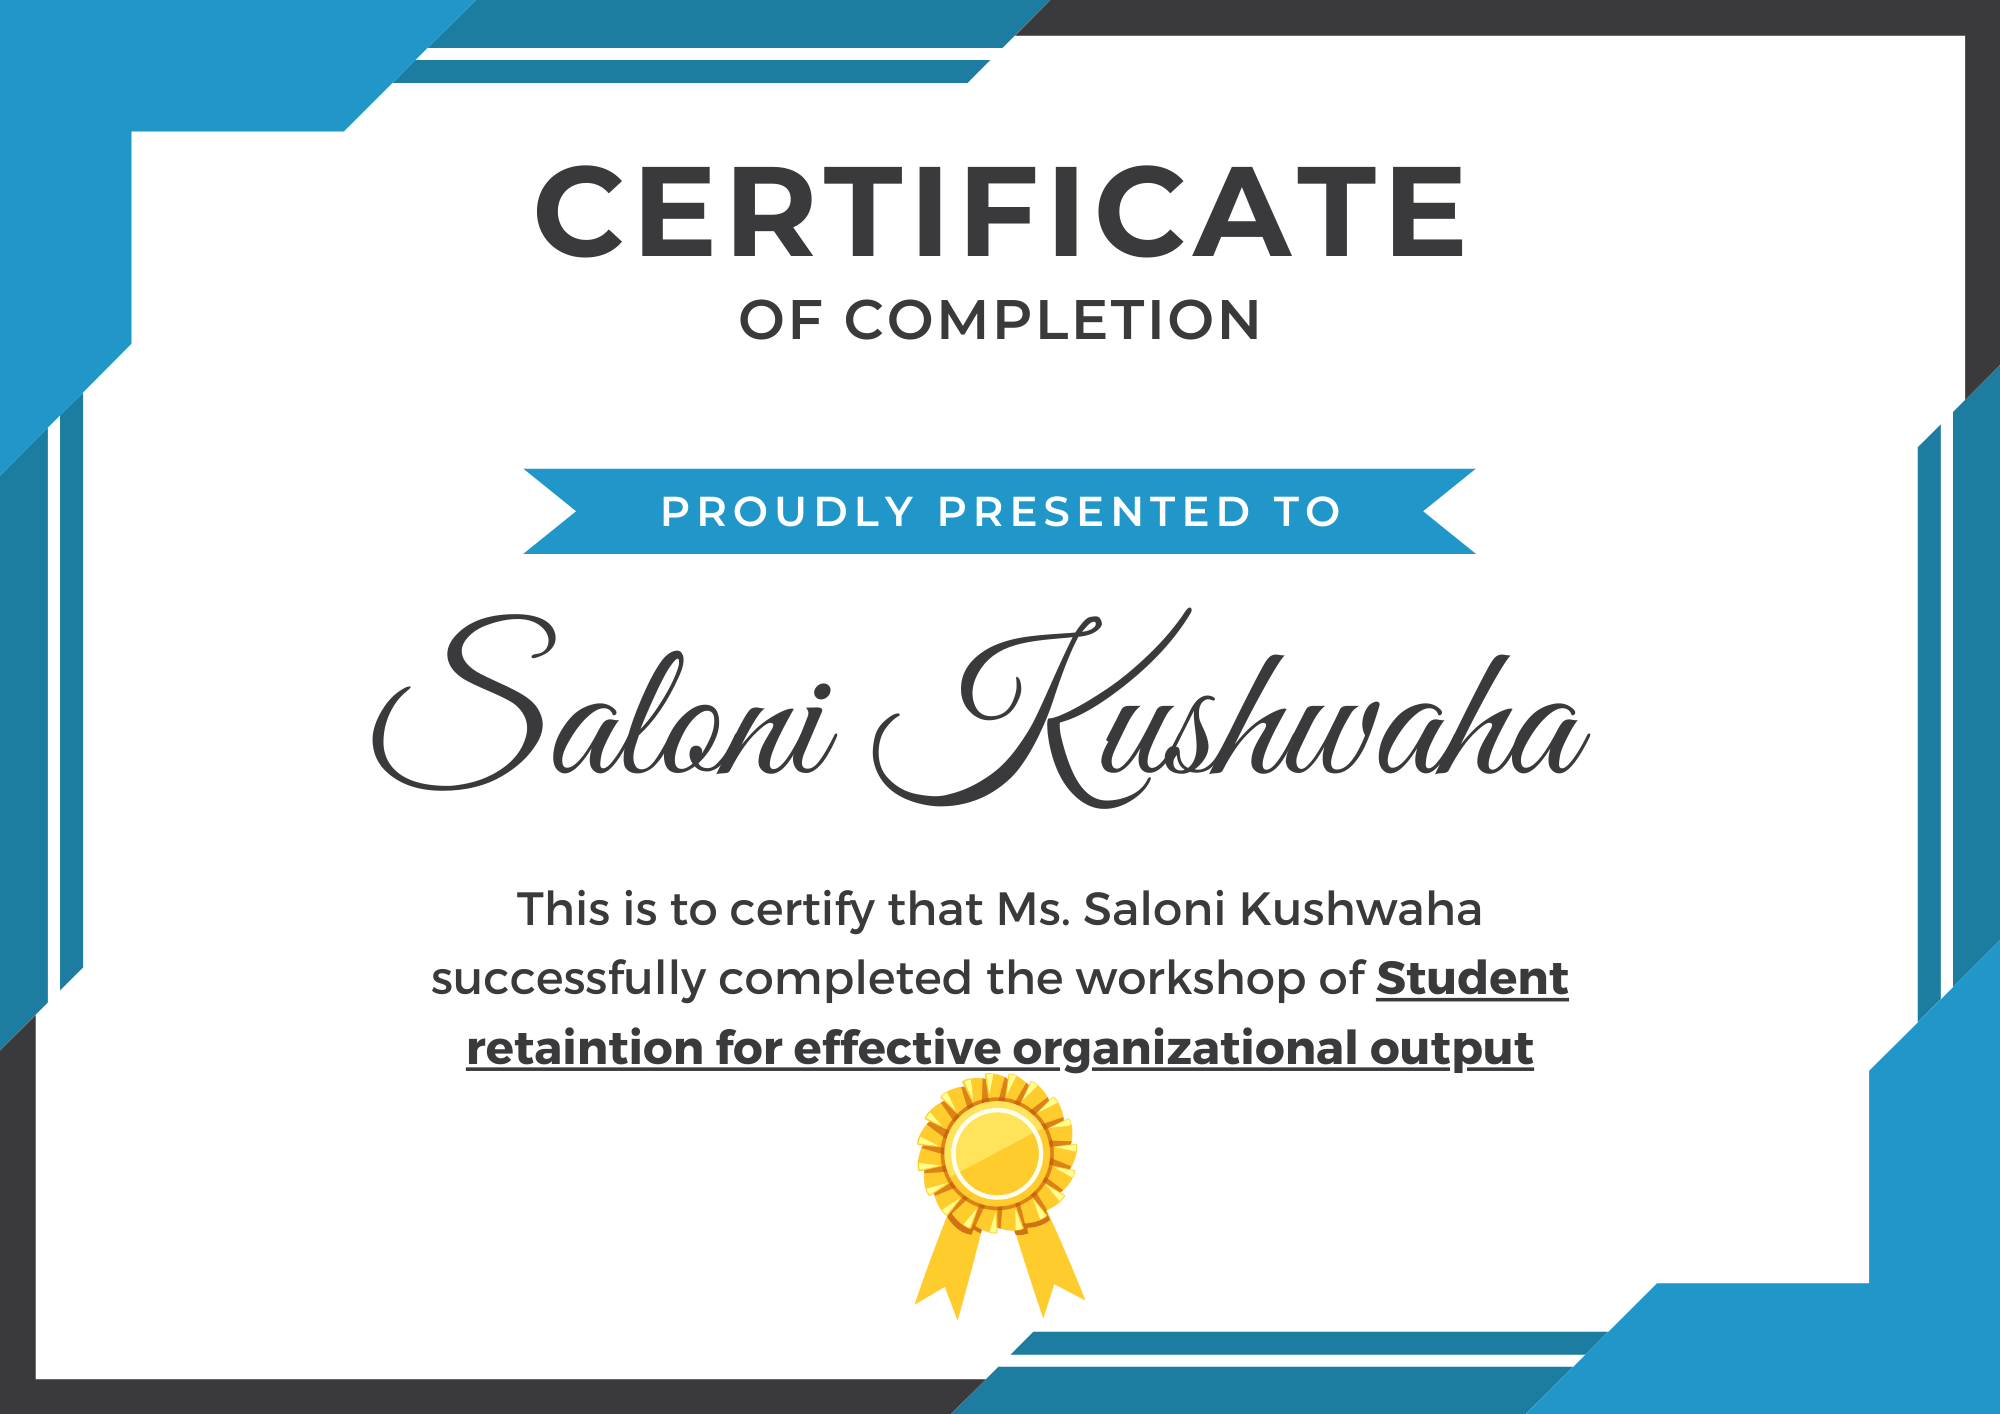 CERTIFICATE
OF COMPLETION
PROUDLY PRESENTED TO
Saloni Kushwaha
This is to certify that Ms. Saloni Kushwaha
successfully completed the workshop of Student
retaintion for effective organizational output